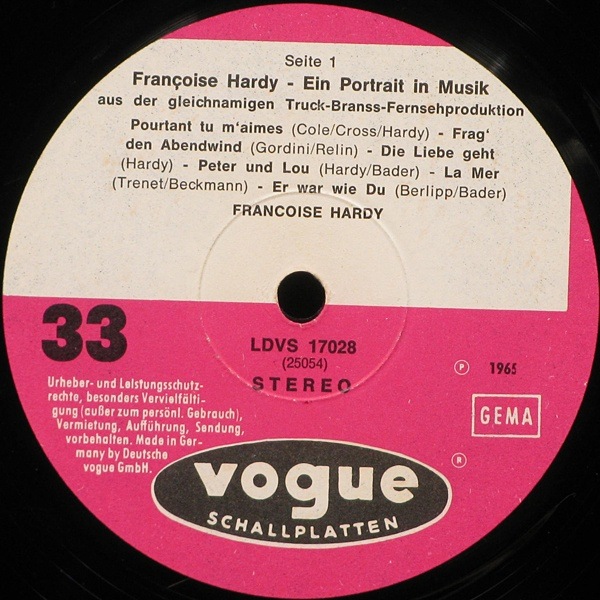 Seite 1
Françoise Hardy - Ein Portrait in Musik
aus der gleichnamigen Truck-Branss-Fernsehproduktion
Pourtant tu m'aimes (Cole/Cross/Hardy) - Frag'
den Abendwind (Gordini/Relin) - Die Liebe geht
(Hardy) - Peter und Lou (Hardy/Bader) - La Mer
(Trenet/Beckmann) - Er war wie Du (Berlipp/Bader)
FRANCOISE HARDY
33
LDVS 17028
(25054)
STEREO
℗ 1965
GEMA
Urheber- und Leistungsschutz-
rechte, besonders Vervielfälti-
gung (außer zum persönl. Gebrauch),
Vermietung, Aufführung, Sendung,
vorbehalten. Made in Ger-
many by Deutsche
vogue GmbH.
®
vogue
SCHALLPLATTEN